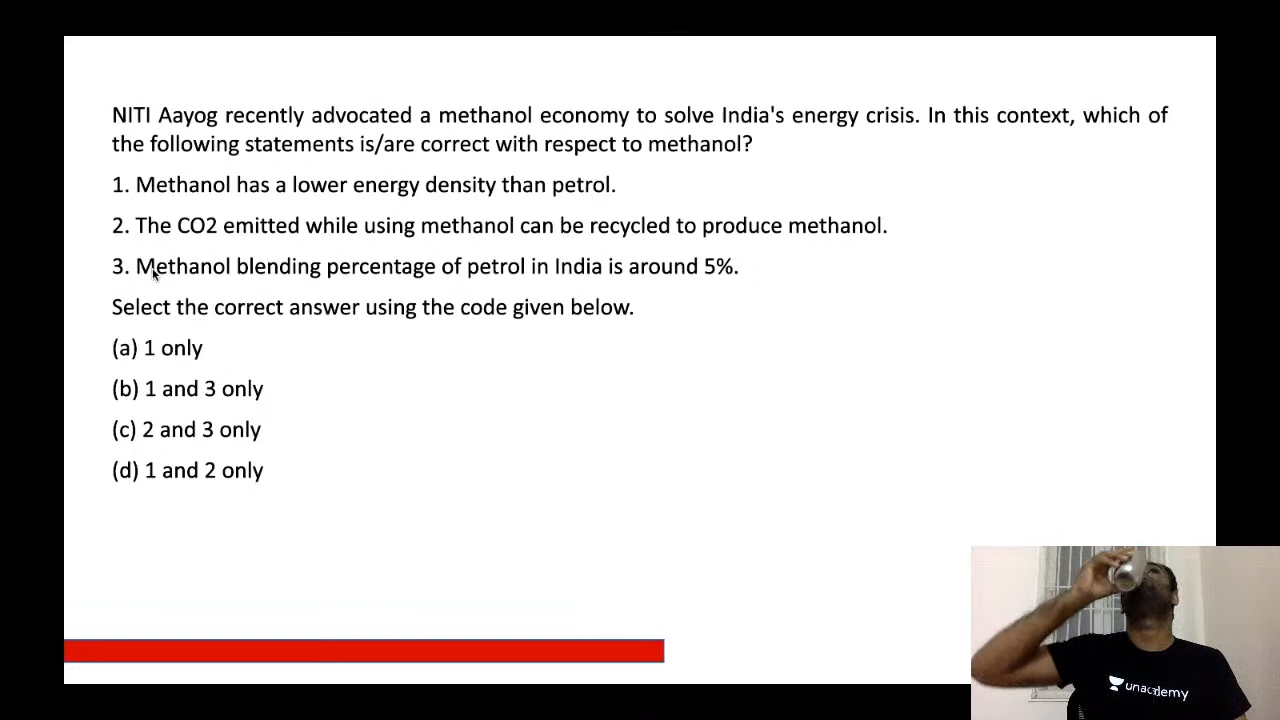 NITI Aayog recently advocated a methanol economy to solve India's energy crisis. In this context, which of
the following statements is/are correct with respect to methanol?
1. Methanol has a lower energy density than petrol.
2. The CO2 emitted while using methanol can be recycled to produce methanol.
3. Methanol blending percentage of petrol in India is around 5%.
Select the correct answer using the code given below.
(a) 1 only
(b) 1 and 3 only
(c) 2 and 3 only
(d) 1 and 2 only
unacademy